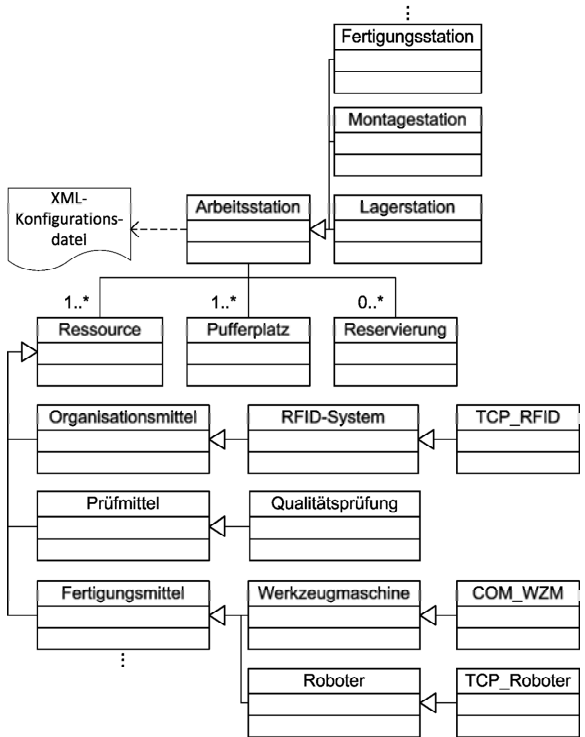 ⋮
Fertigungsstation
Montagestation
XML-
Konfigurations-
datei
Arbeitsstation
Lagerstation
1..*
1..*
0..*
Ressource
Pufferplatz
Reservierung
Organisationsmittel
RFID-System
TCP_RFID
Prüfmittel
Qualitätsprüfung
Fertigungsmittel
Werkzeugmaschine
COM_WZM
⋮
Roboter
TCP_Roboter